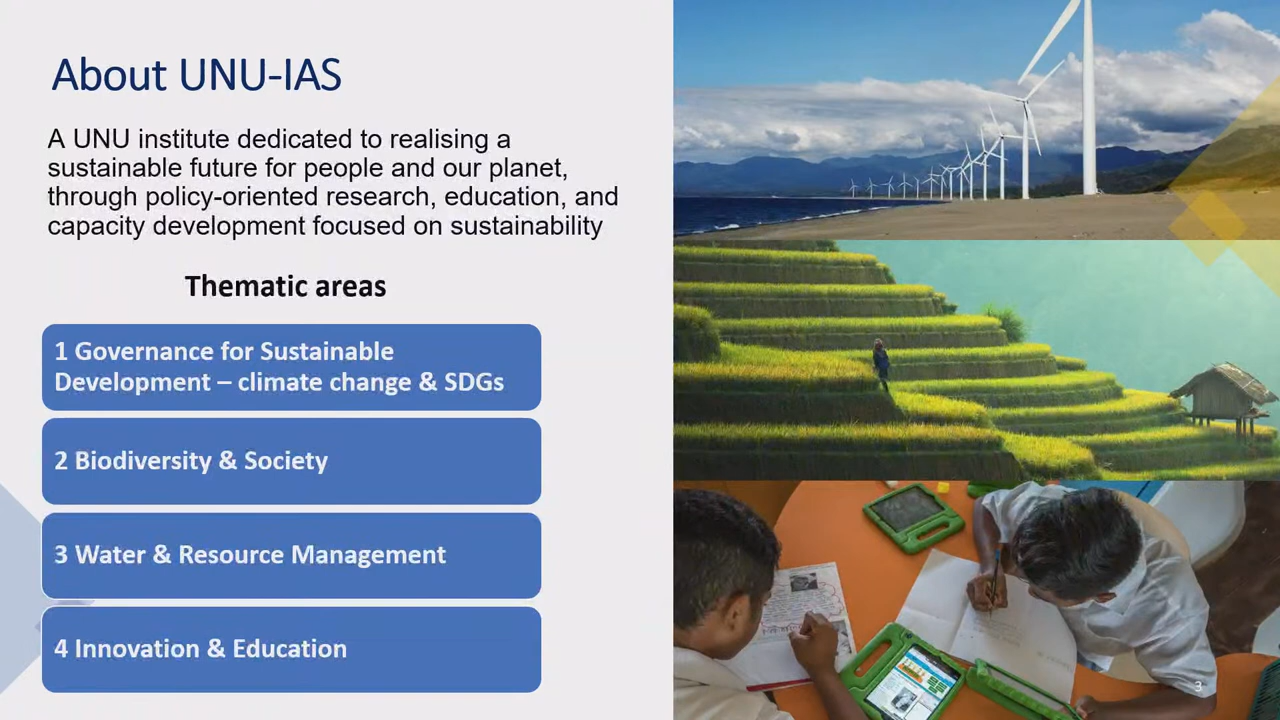 About UNU-IAS
A UNU institute dedicated to realising a
sustainable future for people and our planet,
through policy-oriented research, education, and
capacity development focused on sustainability
Thematic areas
1 Governance for Sustainable
Development – climate change & SDGs
2 Biodiversity & Society
3 Water & Resource Management
4 Innovation & Education
3